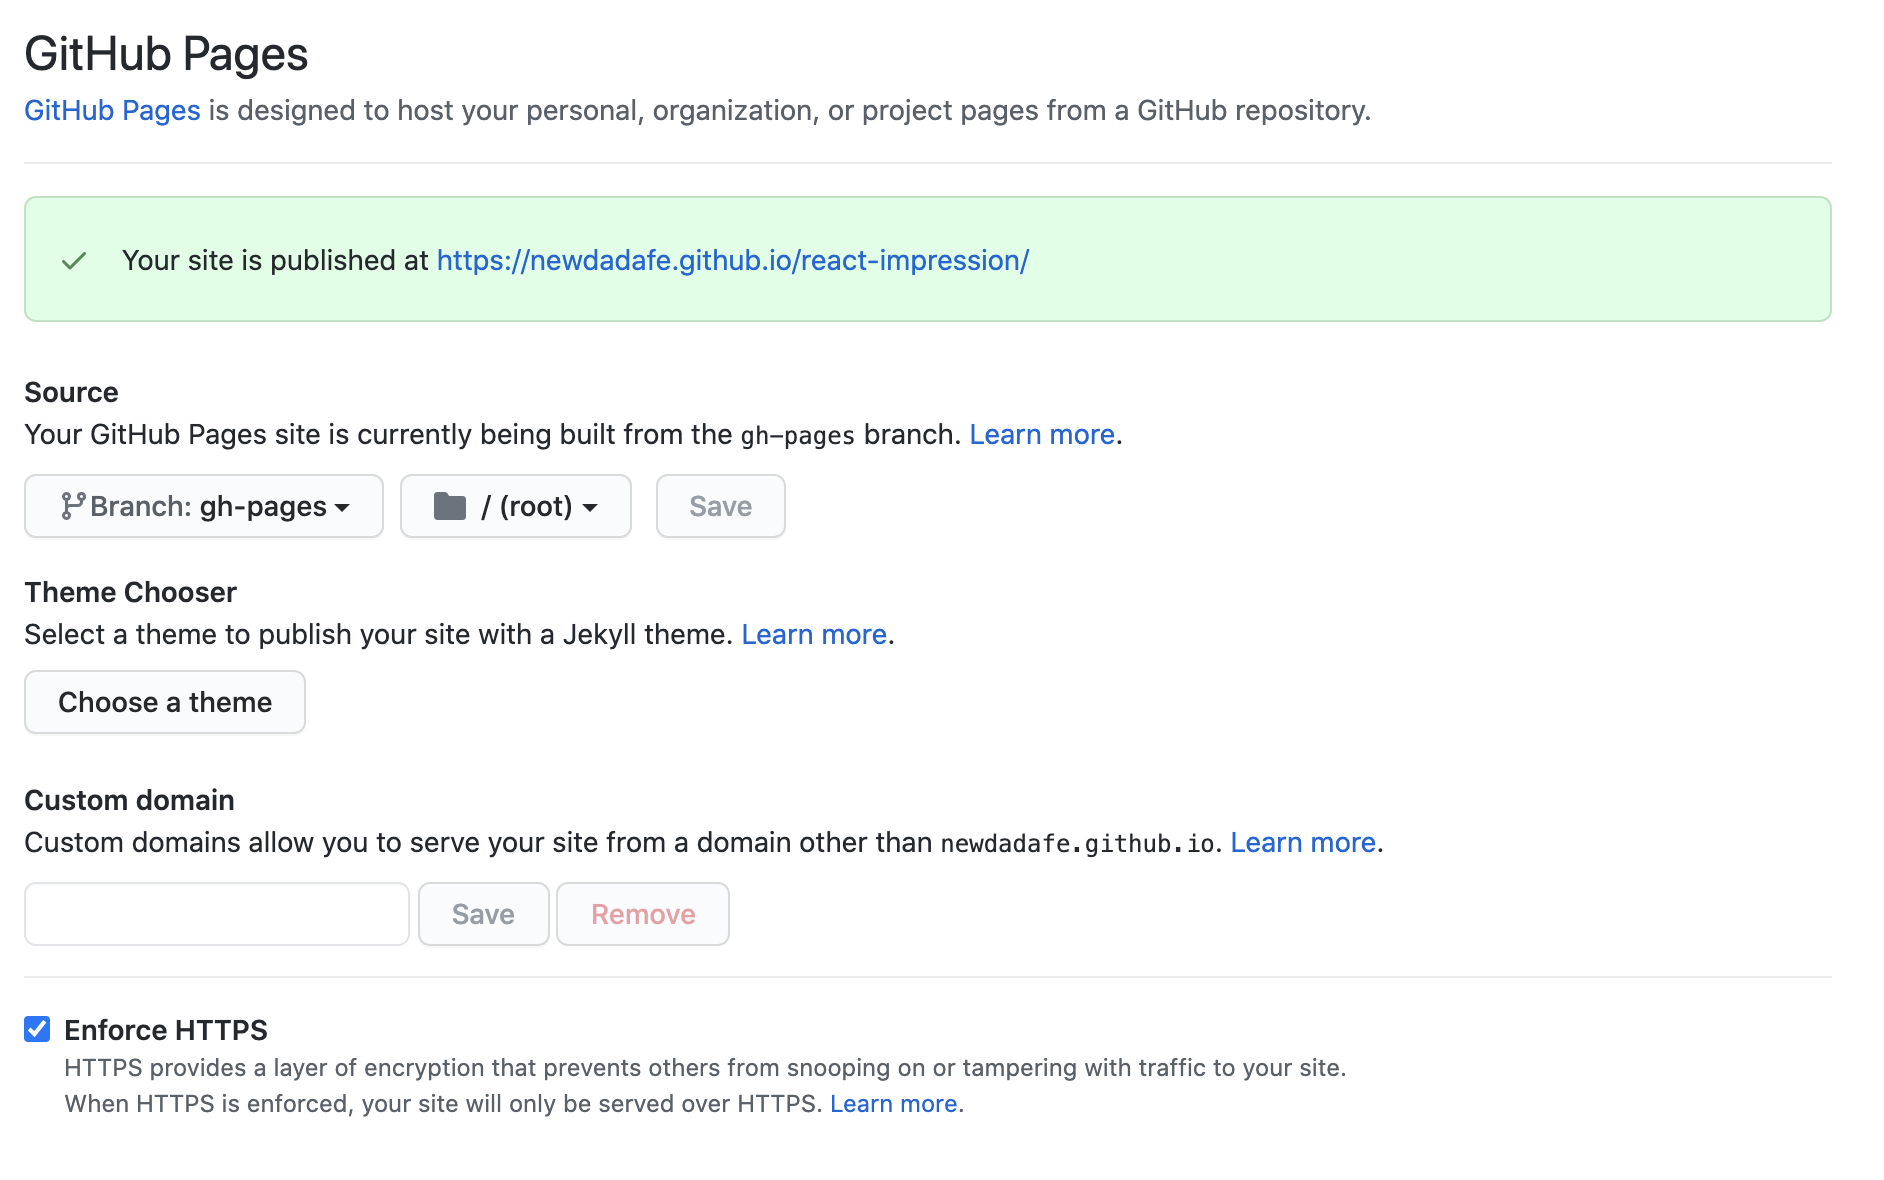 GitHub Pages
GitHub Pages is designed to host your personal, organization, or project pages from a GitHub repository.
Your site is published at https://newdadafe.github.io/react-impression/
Source
Your GitHub Pages site is currently being built from the gh-pages branch. Learn more.
Branch: gh-pages / (root) Save
Theme Chooser
Select a theme to publish your site with a Jekyll theme. Learn more.
Choose a theme
Custom domain
Custom domains allow you to serve your site from a domain other than newdadafe.github.io. Learn more.
Save Remove
Enforce HTTPS
HTTPS provides a layer of encryption that prevents others from snooping on or tampering with traffic to your site.
When HTTPS is enforced, your site will only be served over HTTPS. Learn more.